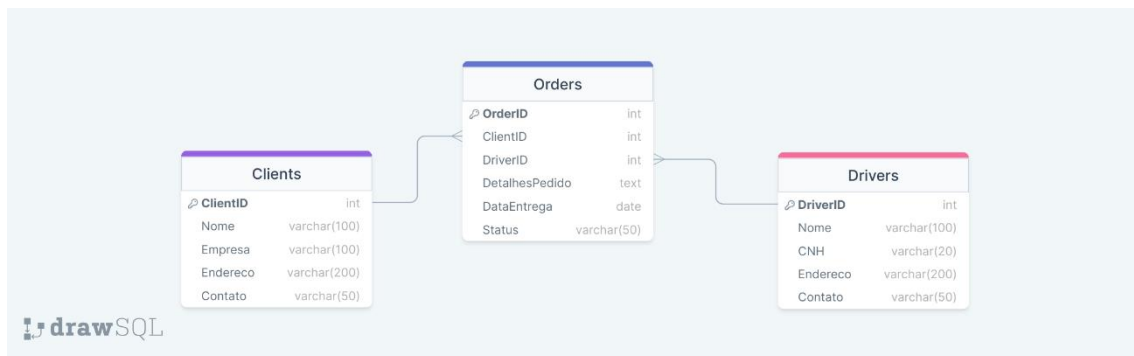 Clients
ClientID int
Nome varchar(100)
Empresa varchar(100)
Endereco varchar(200)
Contato varchar(50)
Orders
OrderID int
ClientID int
DriverID int
DetalhesPedido text
DataEntrega date
Status varchar(50)
Drivers
DriverID int
Nome varchar(100)
CNH varchar(20)
Endereco varchar(200)
Contato varchar(50)
drawSQL